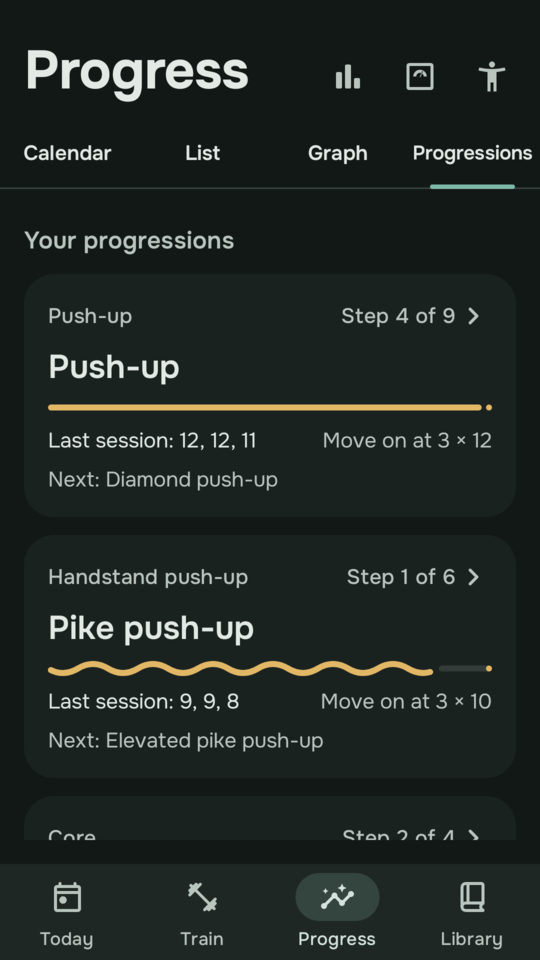 Progress
Calendar List Graph Progressions
Your progressions
Push-up Step 4 of 9
Push-up
Last session: 12, 12, 11 Move on at 3 × 12
Next: Diamond push-up
Handstand push-up Step 1 of 6
Pike push-up
Last session: 9, 9, 8 Move on at 3 × 10
Next: Elevated pike push-up
Core Step 2 of 4
Today Train Progress Library